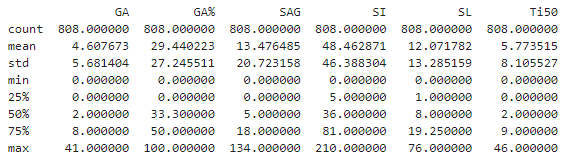 GA GA% SAG SI SL Ti50
count 808.000000 808.000000 808.000000 808.000000 808.000000 808.000000
mean 4.607673 29.440223 13.476485 48.462871 12.071782 5.773515
std 5.681404 27.245511 20.723158 46.388304 13.285159 8.105527
min 0.000000 0.000000 0.000000 0.000000 0.000000 0.000000
25% 0.000000 0.000000 0.000000 5.000000 1.000000 0.000000
50% 2.000000 33.300000 5.000000 36.000000 8.000000 2.000000
75% 8.000000 50.000000 18.000000 81.000000 19.250000 9.000000
max 41.000000 100.000000 134.000000 210.000000 76.000000 46.000000